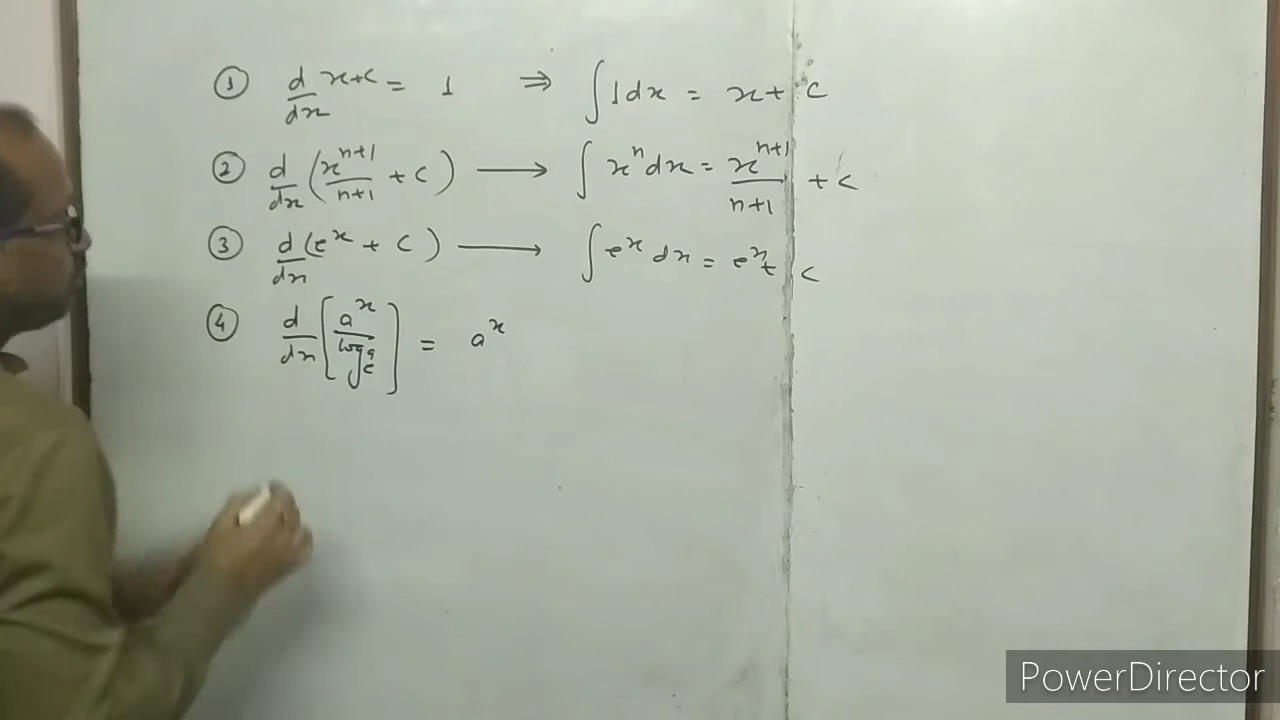 ① d/dx x+c = 1 ⇒ ∫1dx = x + c
② d/dx (x^(n+1)/(n+1) + c) ⟶ ∫ x^n dx = x^(n+1)/(n+1) + c
③ d/dx (e^x + c) ⟶ ∫ e^x dx = e^x + c
④ d/dx [a^x/log_e^a] = a^x
PowerDirector